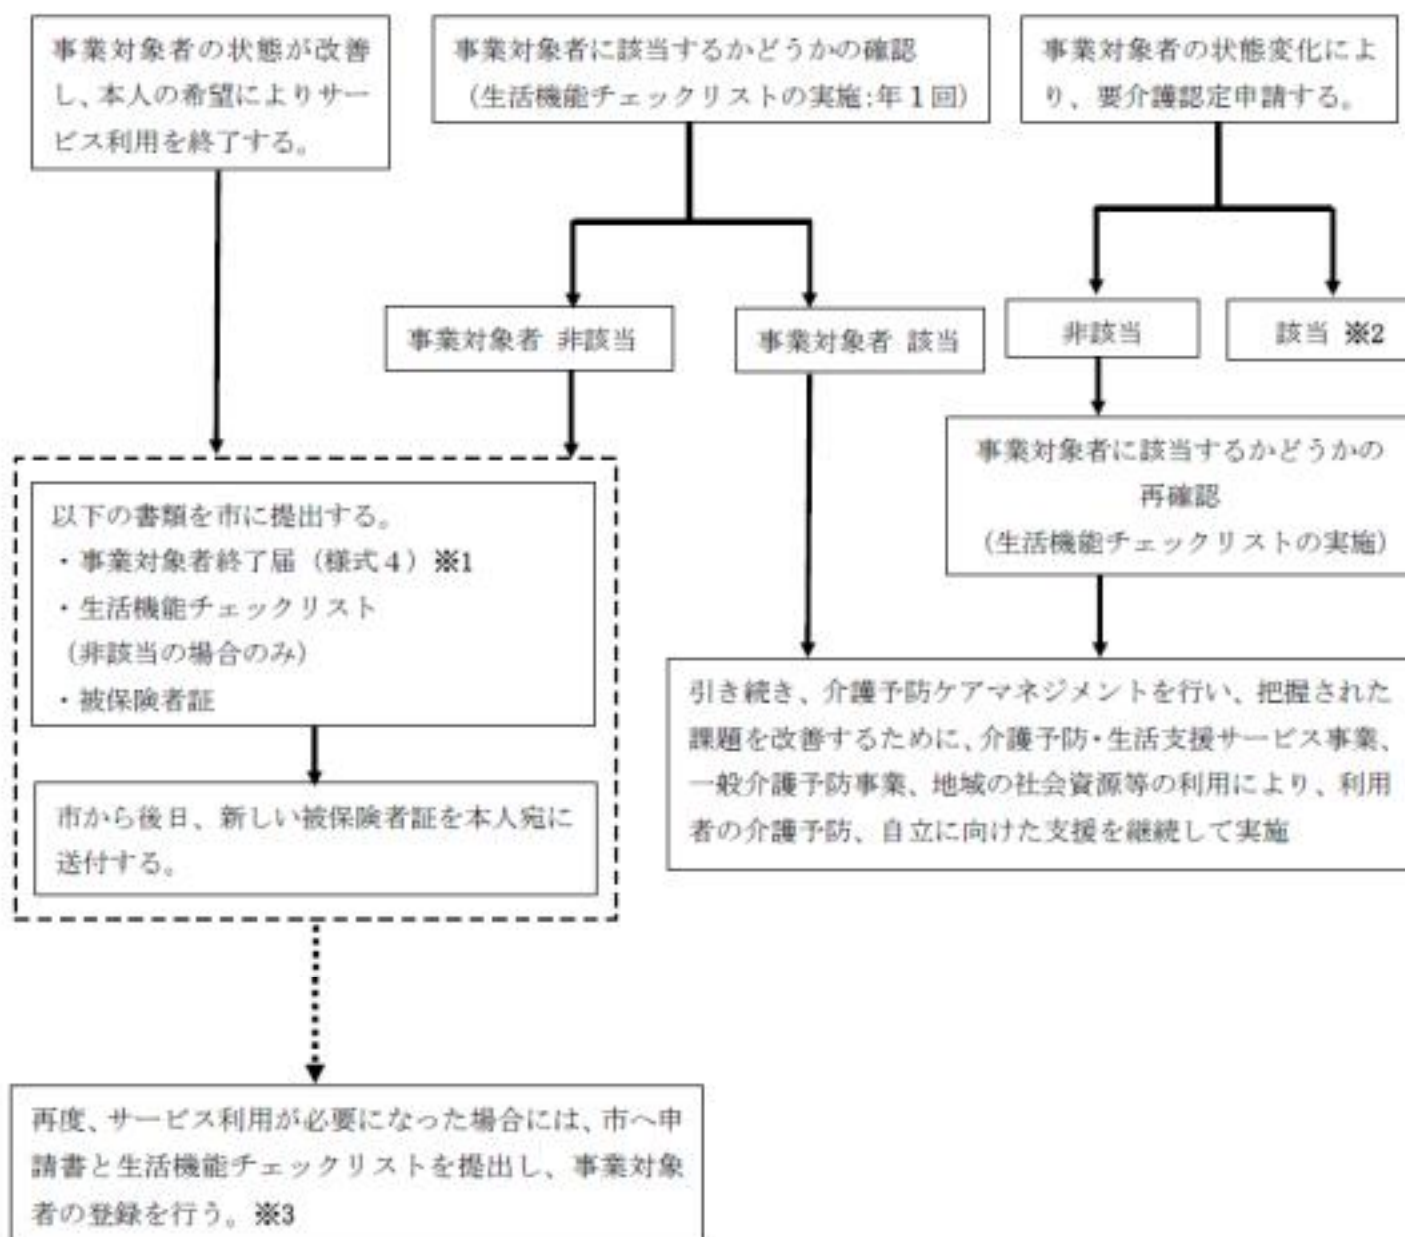 事業対象者の状態が改善
し、本人の希望によりサー
ビス利用を終了する。
事業対象者に該当するかどうかの確認
（生活機能チェックリストの実施:年１回）
事業対象者の状態変化によ
り、要介護認定申請する。
事業対象者 非該当
事業対象者 該当
非該当
該当 ※2
事業対象者に該当するかどうかの
再確認
（生活機能チェックリストの実施）
以下の書類を市に提出する。
・事業対象者終了届（様式４）※1
・生活機能チェックリスト
（非該当の場合のみ）
・被保険者証
市から後日、新しい被保険者証を本人宛に
送付する。
引き続き、介護予防ケアマネジメントを行い、把握された
課題を改善するために、介護予防・生活支援サービス事業、
一般介護予防事業、地域の社会資源等の利用により、利用
者の介護予防、自立に向けた支援を継続して実施
再度、サービス利用が必要になった場合には、市へ申
請書と生活機能チェックリストを提出し、事業対象
者の登録を行う。※3